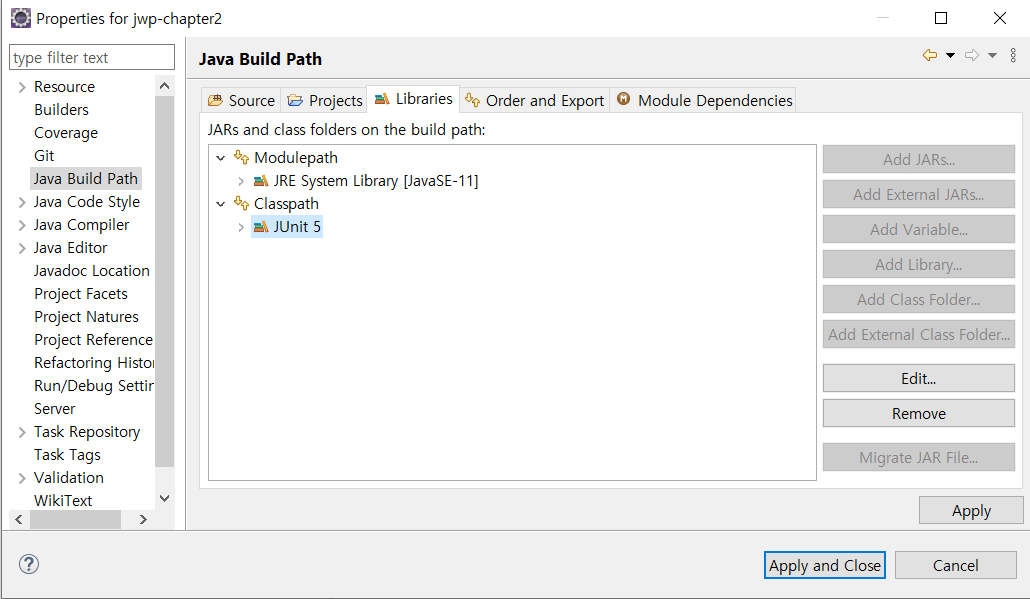 Properties for jwp-chapter2
type filter text
Resource
Builders
Coverage
Git
Java Build Path
Java Code Style
Java Compiler
Java Editor
Javadoc Location
Project Facets
Project Natures
Project Reference
Refactoring Histor
Run/Debug Settin
Server
Task Repository
Task Tags
Validation
WikiText
Java Build Path
Source Projects Libraries Order and Export Module Dependencies
JARs and class folders on the build path:
Modulepath
JRE System Library [JavaSE-11]
Classpath
JUnit 5
Add JARs...
Add External JARs...
Add Variable...
Add Library...
Add Class Folder...
Add External Class Folder...
Edit...
Remove
Migrate JAR File...
Apply
Apply and Close Cancel